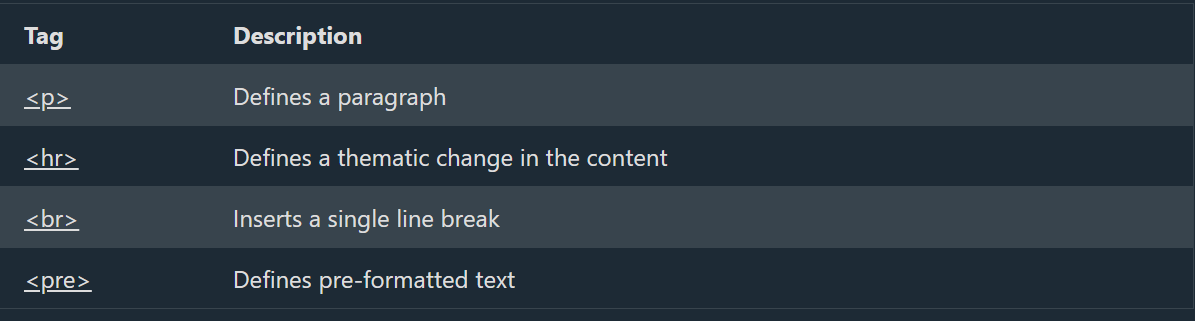 Tag Description
<p> Defines a paragraph
<hr> Defines a thematic change in the content
<br> Inserts a single line break
<pre> Defines pre-formatted text